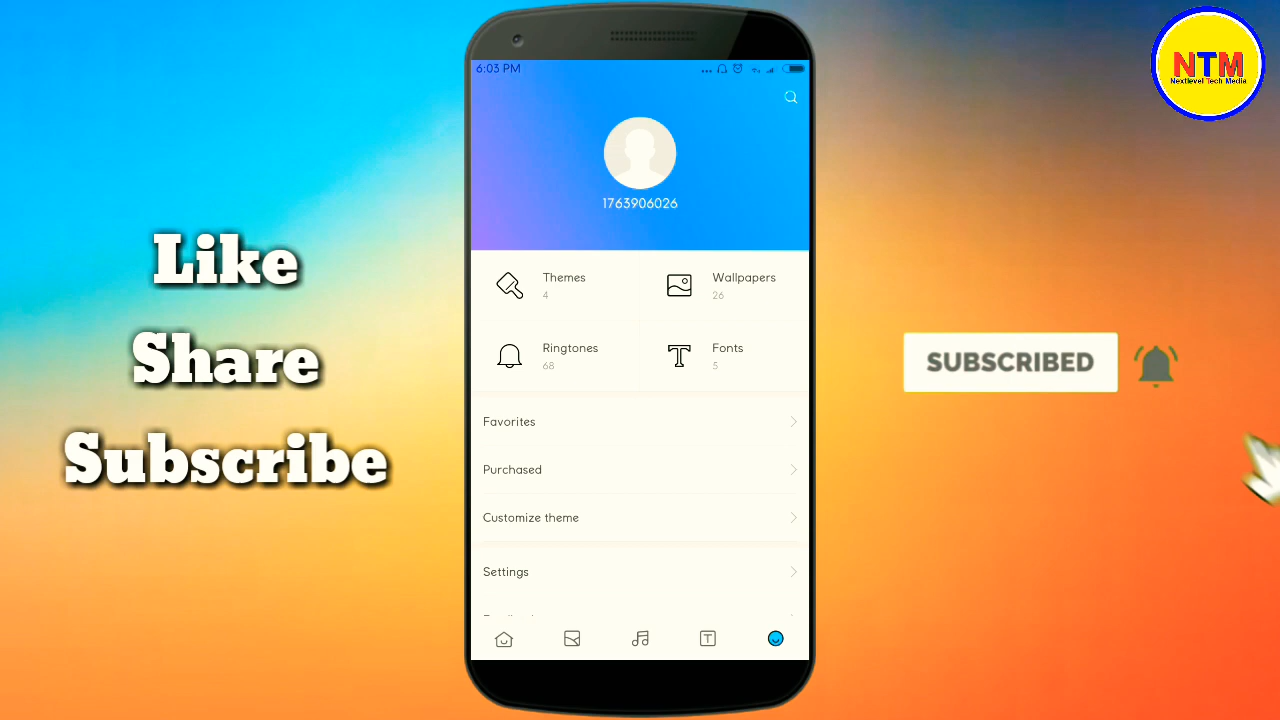 NTM
Nextlevel Tech Media
6:03 PM
1763906026
Themes
4
Wallpapers
26
Ringtones
68
Fonts
5
Like
Share
Subscribe
SUBSCRIBED
Favorites
Purchased
Customize theme
Settings